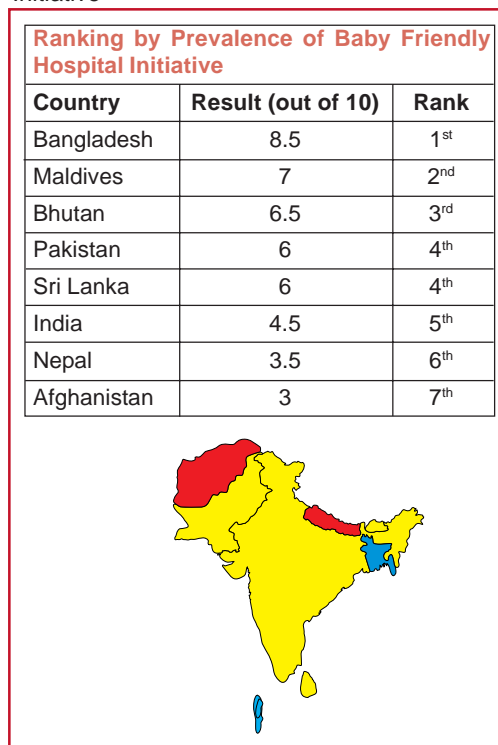 Ranking by Prevalence of Baby Friendly
Hospital Initiative
Country Result (out of 10) Rank
Bangladesh 8.5 1st
Maldives 7 2nd
Bhutan 6.5 3rd
Pakistan 6 4th
Sri Lanka 6 4th
India 4.5 5th
Nepal 3.5 6th
Afghanistan 3 7th